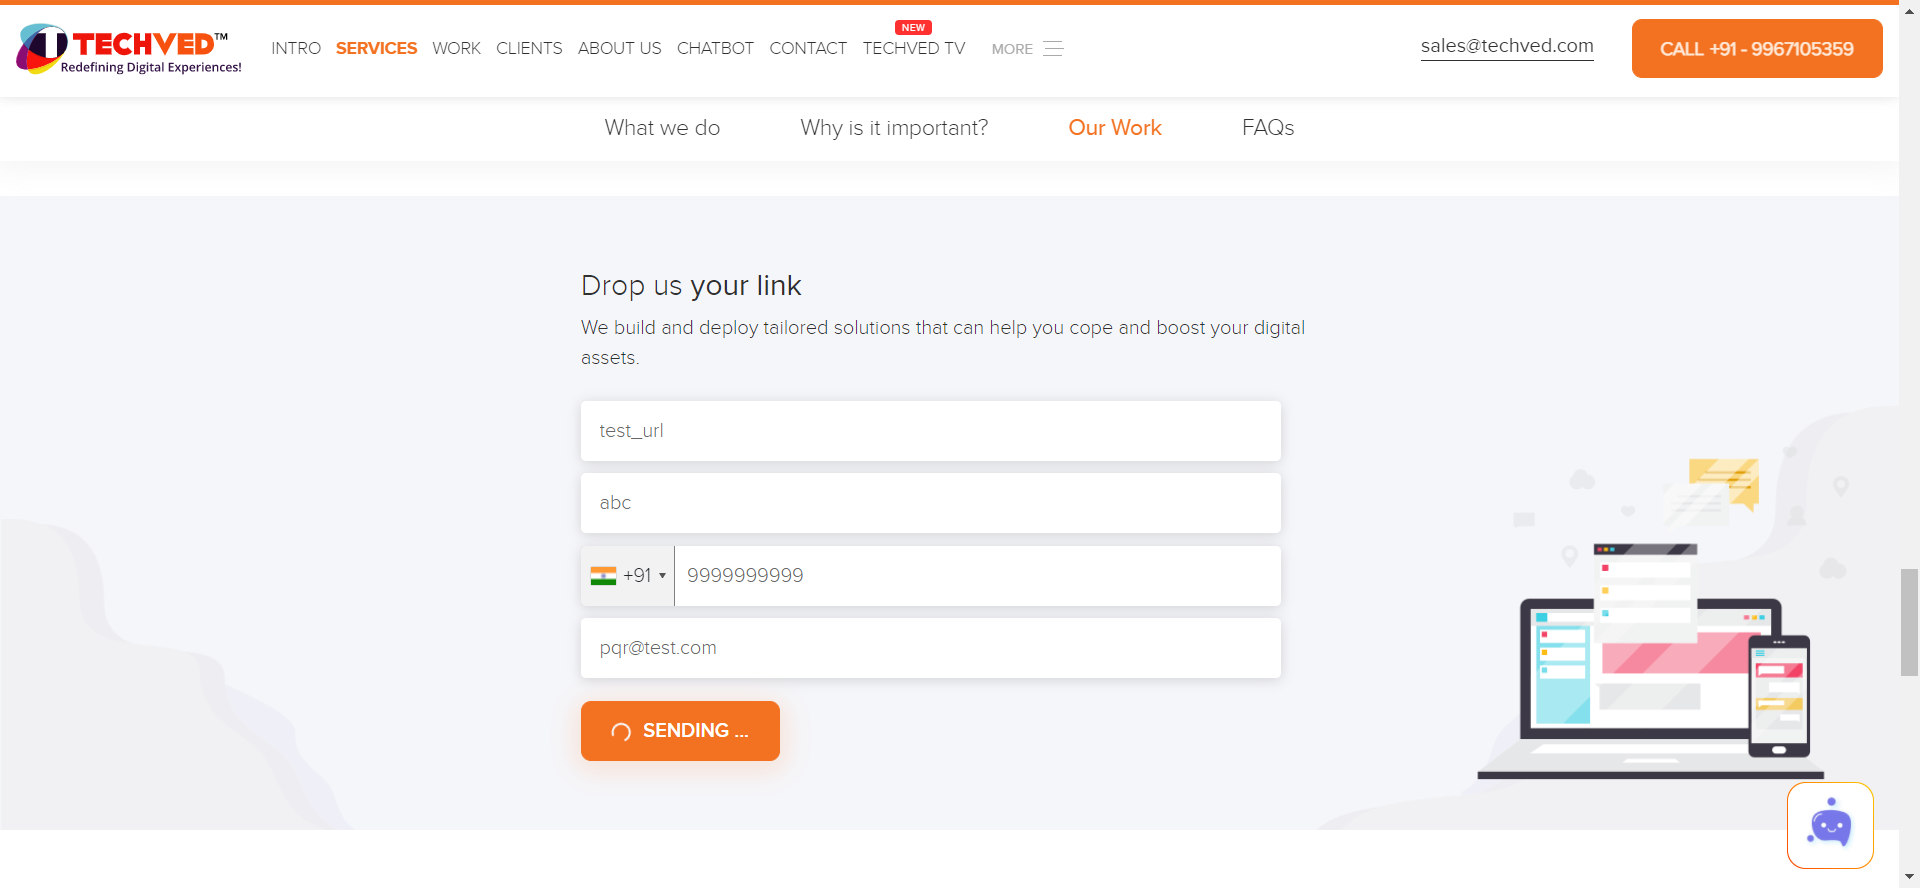 TECHVED™
Redefining Digital Experiences!
INTRO SERVICES WORK CLIENTS ABOUT US CHATBOT CONTACT TECHVED TV NEW MORE
sales@techved.com
CALL +91 - 9967105359
What we do Why is it important? Our Work FAQs
Drop us your link
We build and deploy tailored solutions that can help you cope and boost your digital
assets.
test_url
abc
+91 9999999999
pqr@test.com
SENDING ...